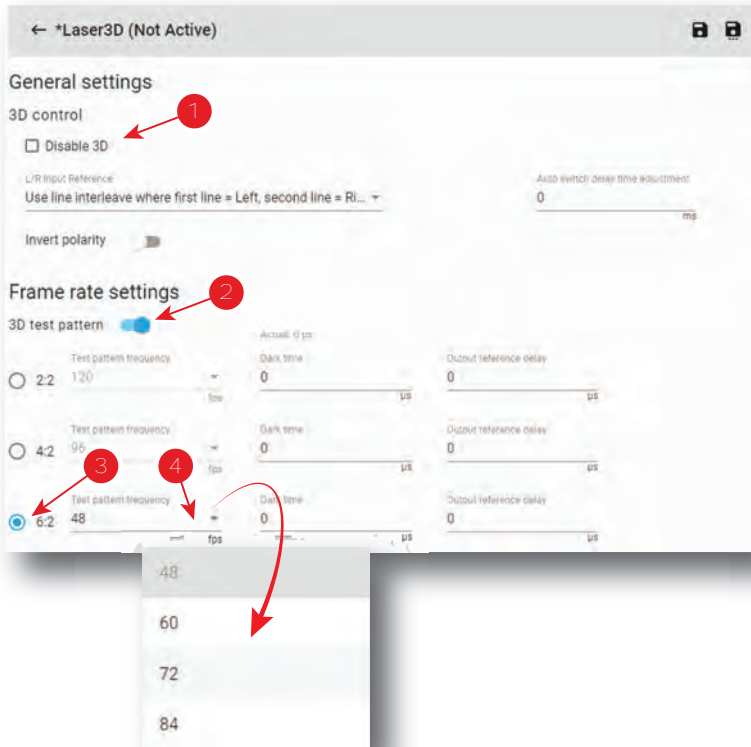 ← *Laser3D (Not Active)
General settings
3D control
1
Disable 3D
L/R Input Reference
Auto switch delay time adjustment
Use line interleave where first line = Left, second line = Ri...
0
ms
Invert polarity
Frame rate settings
2
3D test pattern
Actual: 0 µs
Test pattern frequency
Dark time
Output reference delay
2:2
120
0
0
fps
µs
µs
Test pattern frequency
Dark time
Output reference delay
4:2
96
0
0
3
4
fps
µs
µs
Test pattern frequency
Dark time
Output reference delay
6:2
48
0
0
fps
µs
µs
48
60
72
84